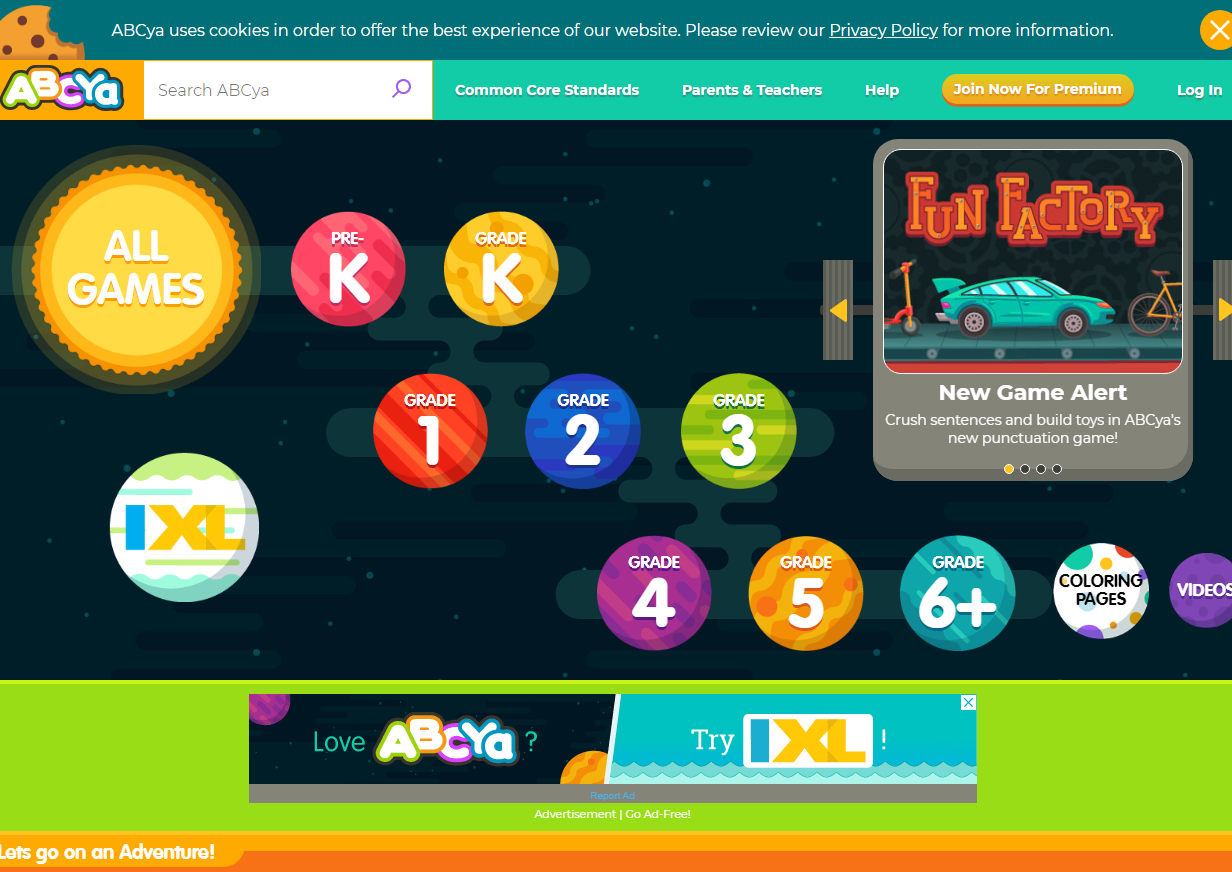 ABCya uses cookies in order to offer the best experience of our website. Please review our Privacy Policy for more information.
ABCYa
Search ABCya
Common Core Standards
Parents & Teachers
Help
Join Now For Premium
Log In
ALL
GAMES
PRE-
K
GRADE
K
FUN FACTORY
New Game Alert
Crush sentences and build toys in ABCya's
new punctuation game!
GRADE
1
GRADE
2
GRADE
3
IXL
GRADE
4
GRADE
5
GRADE
6+
COLORING
PAGES
VIDEOS
Love ABCYa ?
Try IXL !
Report Ad
Advertisement | Go Ad-Free!
Lets go on an Adventure!